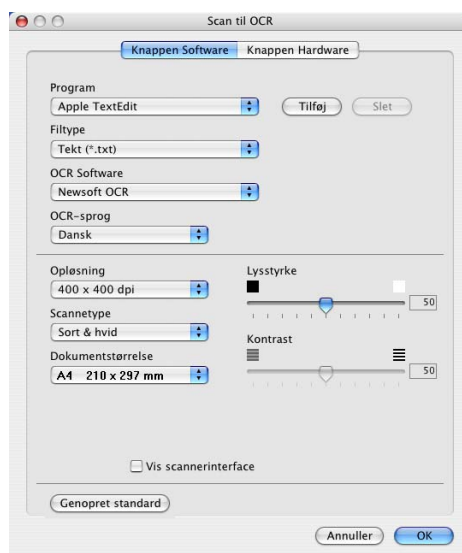 Scan til OCR
Knappen Software Knappen Hardware
Program
Apple TextEdit Tilføj Slet
Filtype
Tekt (*.txt)
OCR Software
Newsoft OCR
OCR-sprog
Dansk
Opløsning Lysstyrke
400 x 400 dpi 50
Scannetype
Sort & hvid Kontrast
Dokumentstørrelse
A4 210 x 297 mm 50
Vis scannerinterface
Genopret standard
Annuller OK